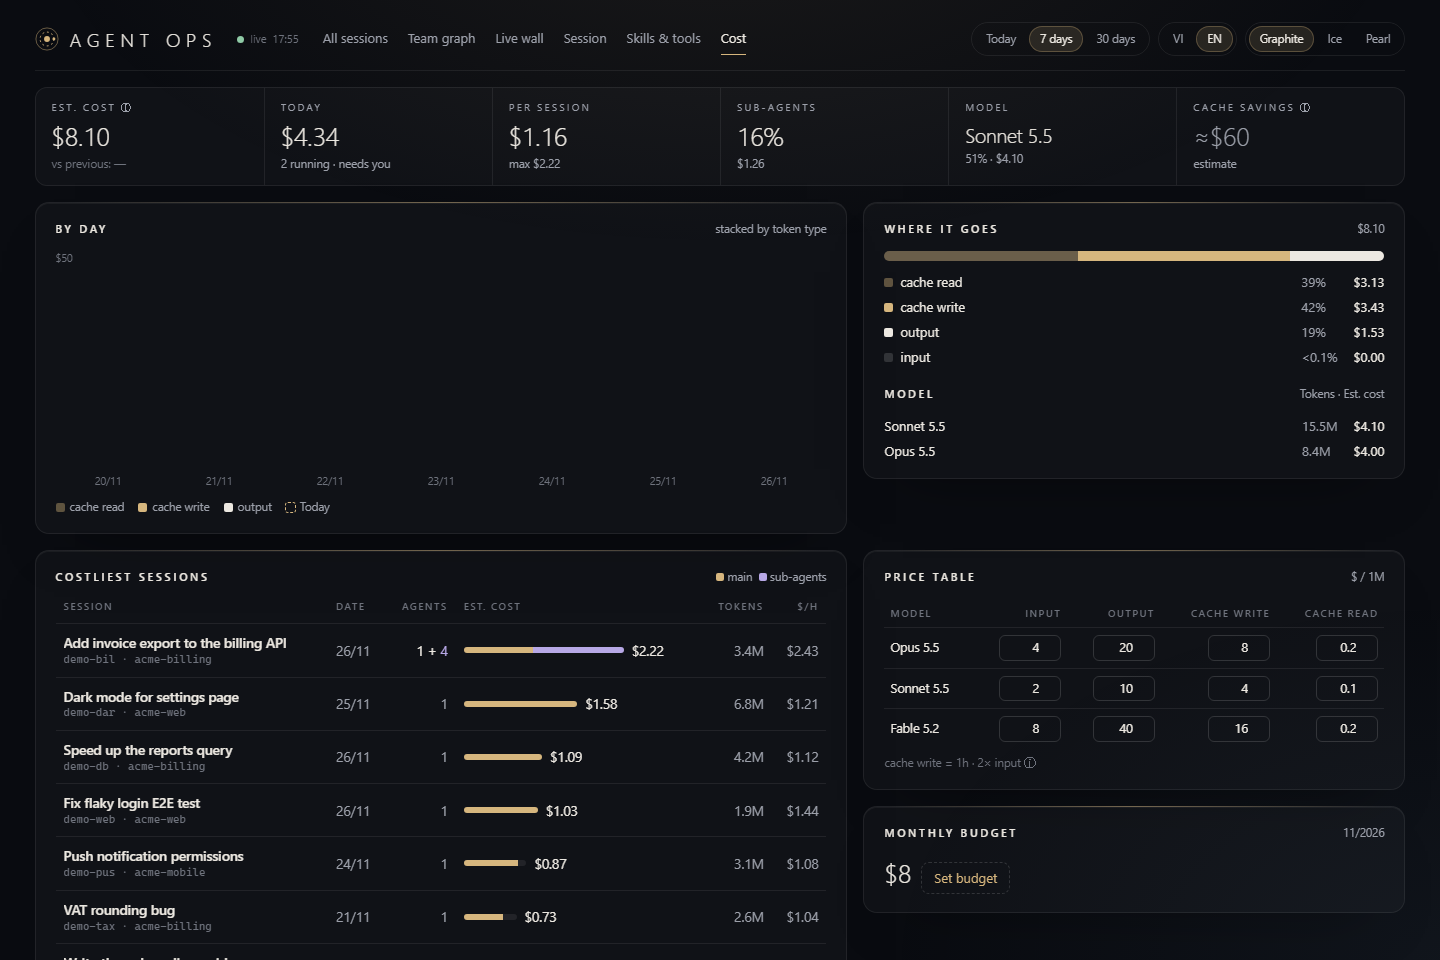 AGENT OPS
live 17:55
All sessions
Team graph
Live wall
Session
Skills & tools
Cost
Today 7 days 30 days
VI EN
Graphite Ice Pearl
EST. COST ⓘ
$8.10
vs previous: —
TODAY
$4.34
2 running · needs you
PER SESSION
$1.16
max $2.22
SUB-AGENTS
16%
$1.26
MODEL
Sonnet 5.5
51% · $4.10
CACHE SAVINGS ⓘ
≈$60
estimate
BY DAY
stacked by token type
$50
20/11 21/11 22/11 23/11 24/11 25/11 26/11
cache read cache write output Today
WHERE IT GOES
$8.10
cache read 39% $3.13
cache write 42% $3.43
output 19% $1.53
input <0.1% $0.00
MODEL Tokens · Est. cost
Sonnet 5.5 15.5M $4.10
Opus 5.5 8.4M $4.00
COSTLIEST SESSIONS
main sub-agents
SESSION DATE AGENTS EST. COST TOKENS $/H
Add invoice export to the billing API 26/11 1 + 4 $2.22 3.4M $2.43
demo-bil · acme-billing
Dark mode for settings page 25/11 1 $1.58 6.8M $1.21
demo-dar · acme-web
Speed up the reports query 26/11 1 $1.09 4.2M $1.12
demo-db · acme-billing
Fix flaky login E2E test 26/11 1 $1.03 1.9M $1.44
demo-web · acme-web
Push notification permissions 24/11 1 $0.87 3.1M $1.08
demo-pus · acme-mobile
VAT rounding bug 21/11 1 $0.73 2.6M $1.04
demo-tax · acme-billing
PRICE TABLE
$ / 1M
MODEL INPUT OUTPUT CACHE WRITE CACHE READ
Opus 5.5 4 20 8 0.2
Sonnet 5.5 2 10 4 0.1
Fable 5.2 8 40 16 0.2
cache write = 1h · 2× input ⓘ
MONTHLY BUDGET
11/2026
$8 Set budget